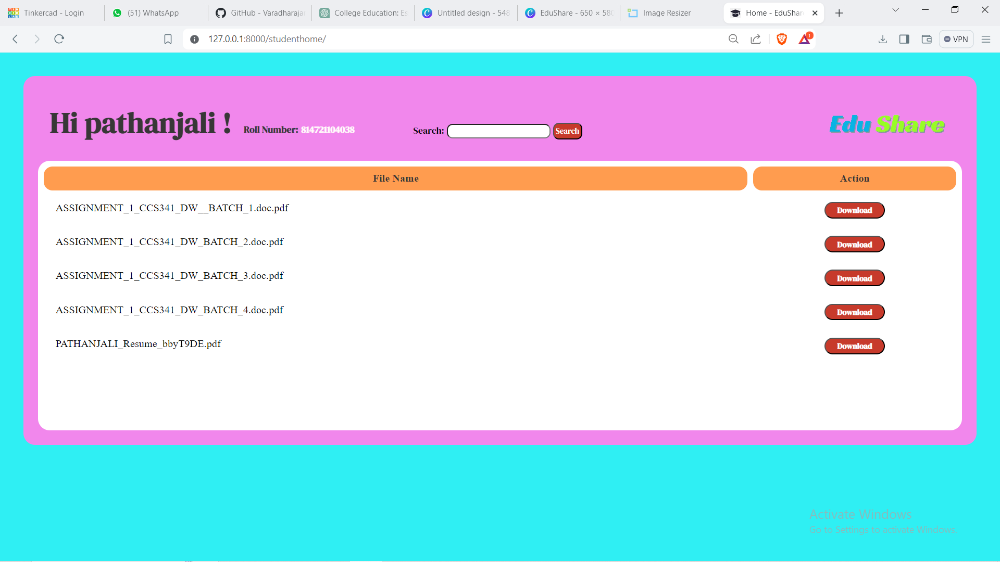 Tinkercad - Login
(51) WhatsApp
GitHub - Varadharaja
College Education: Es
Untitled design - 548
EduShare - 650 × 580
Image Resizer
Home - EduShar
127.0.0.1:8000/studenthome/
1
VPN
Hi pathanjali !
Roll Number: 814721104038
Search:
Search
Edu Share
File Name
Action
ASSIGNMENT_1_CCS341_DW__BATCH_1.doc.pdf
Download
ASSIGNMENT_1_CCS341_DW_BATCH_2.doc.pdf
Download
ASSIGNMENT_1_CCS341_DW_BATCH_3.doc.pdf
Download
ASSIGNMENT_1_CCS341_DW_BATCH_4.doc.pdf
Download
PATHANJALI_Resume_bbyT9DE.pdf
Download
Activate Windows
Go to Settings to activate Windows.